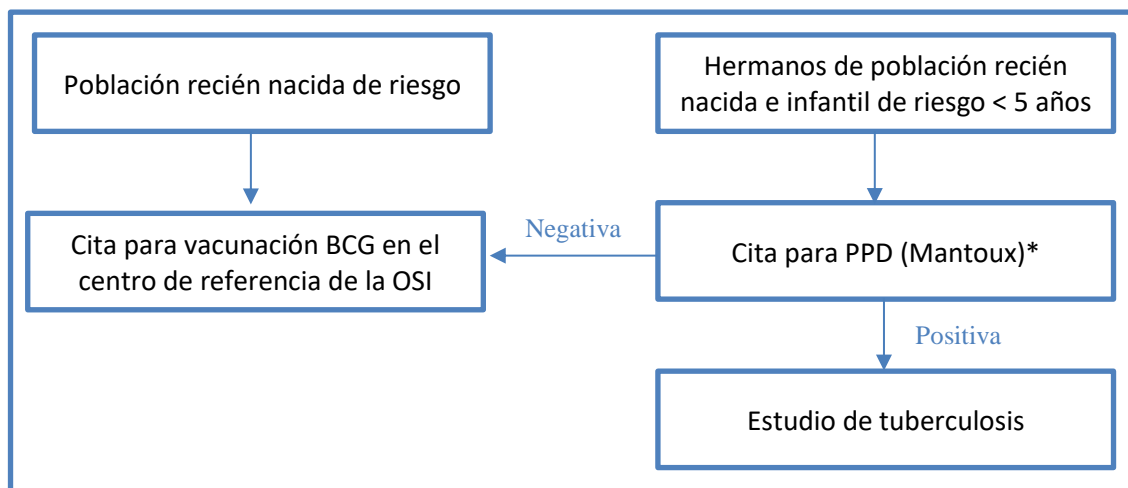 Población recién nacida de riesgo
Hermanos de población recién
nacida e infantil de riesgo < 5 años
Cita para vacunación BCG en el
centro de referencia de la OSI
Negativa
Cita para PPD (Mantoux)*
Positiva
Estudio de tuberculosis